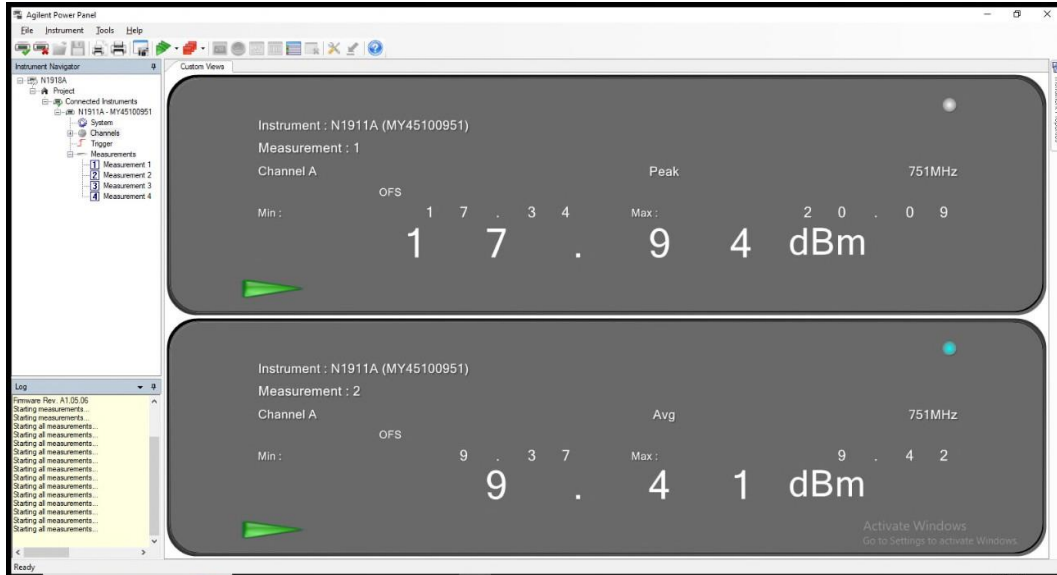 Agilent Power Panel
File Instrument Tools Help
Instrument Navigator
N1918A
Project
Connected Instruments
N1911A - MY45100951
System
Channels
Trigger
Measurements
1 Measurement 1
2 Measurement 2
3 Measurement 3
4 Measurement 4
Custom Views
Instrument : N1911A (MY45100951)
Measurement : 1
Channel A Peak 751MHz
OFS
Min : 17.34 Max : 20.09
17.94 dBm
Instrument : N1911A (MY45100951)
Measurement : 2
Channel A Avg 751MHz
OFS
Min : 9.37 Max : 9.42
9.41 dBm
Activate Windows
Go to Settings to activate Windows.
Log
Firmware Rev. A1.05.06
Starting measurements...
Starting measurements...
Starting all measurements...
Starting all measurements...
Starting all measurements...
Starting all measurements...
Starting all measurements...
Starting all measurements...
Starting all measurements...
Starting all measurements...
Starting all measurements...
Starting all measurements...
Starting all measurements...
Starting all measurements...
Starting all measurements...
Ready